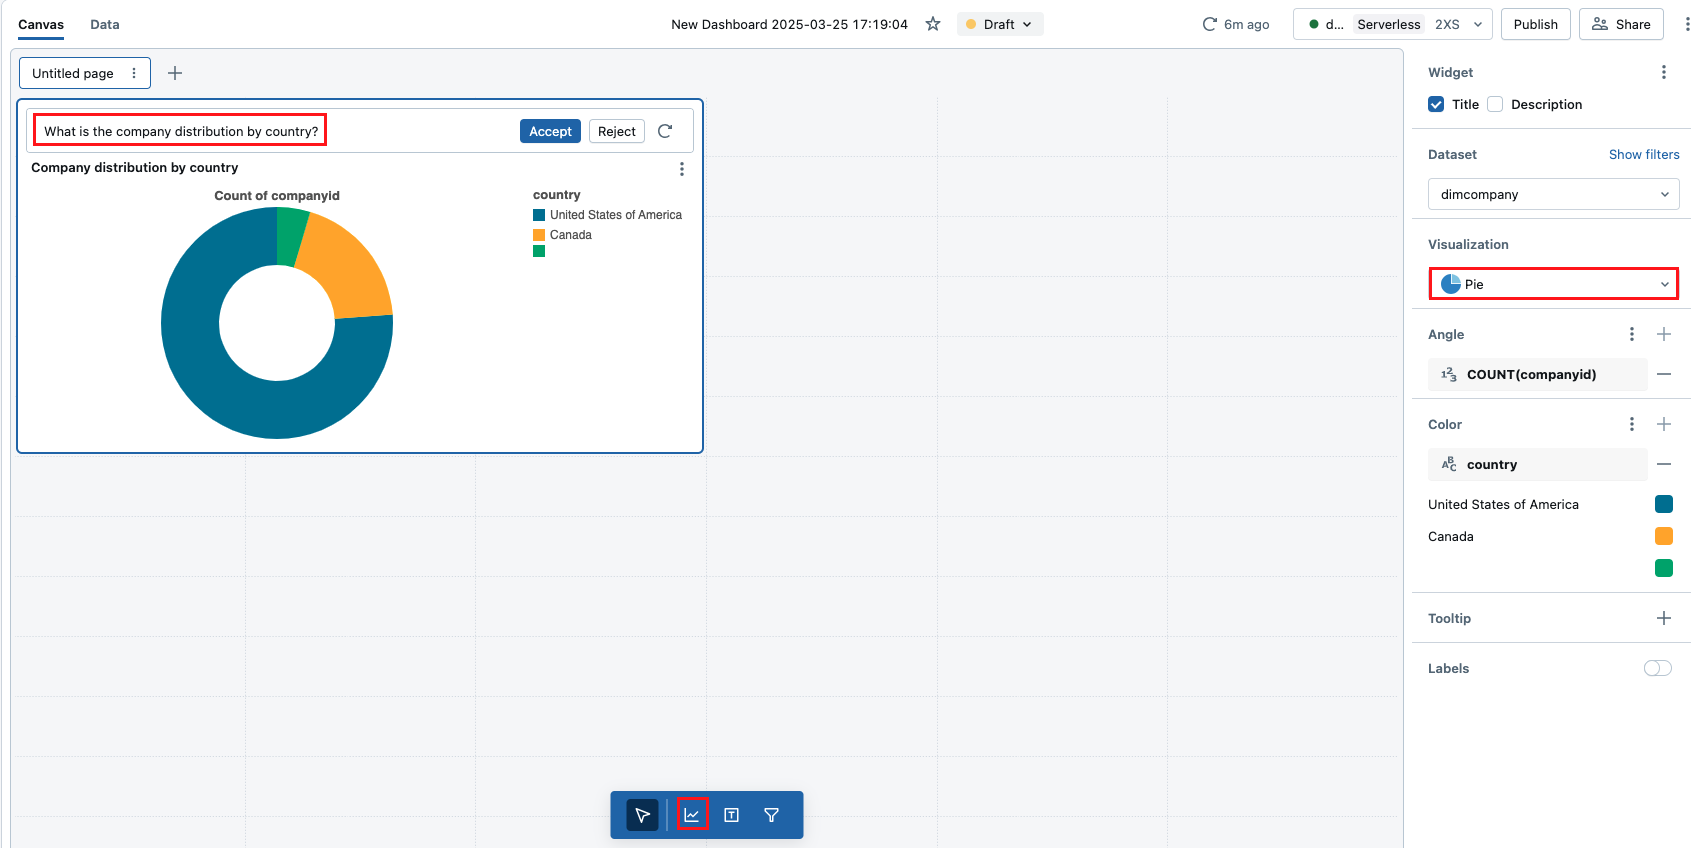 Canvas
Data
New Dashboard 2025-03-25 17:19:04
Draft
6m ago
d...
Serverless
2XS
Publish
Share
Untitled page
What is the company distribution by country?
Accept
Reject
Company distribution by country
Count of companyid
country
United States of America
Canada
Widget
Title
Description
Dataset
Show filters
dimcompany
Visualization
Pie
Angle
123
COUNT(companyid)
Color
ABC
country
United States of America
Canada
Tooltip
Labels
T